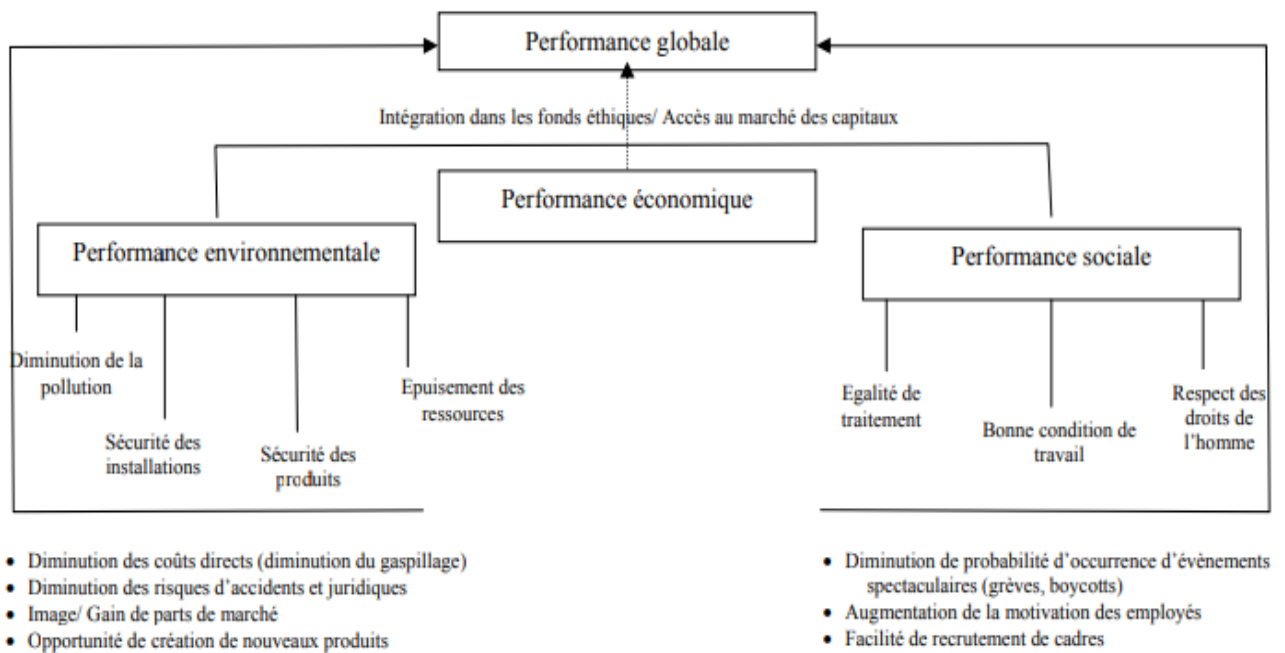 Performance globale
Intégration dans les fonds éthiques/ Accès au marché des capitaux
Performance économique
Performance environnementale
Performance sociale
Diminution de la
pollution
Sécurité des
installations
Sécurité des
produits
Epuisement des
ressources
Egalité de
traitement
Bonne condition de
travail
Respect des
droits de
l'homme
• Diminution des coûts directs (diminution du gaspillage)
• Diminution des risques d'accidents et juridiques
• Image/ Gain de parts de marché
• Opportunité de création de nouveaux produits
• Diminution de probabilité d'occurrence d'évènements
spectaculaires (grèves, boycotts)
• Augmentation de la motivation des employés
• Facilité de recrutement de cadres